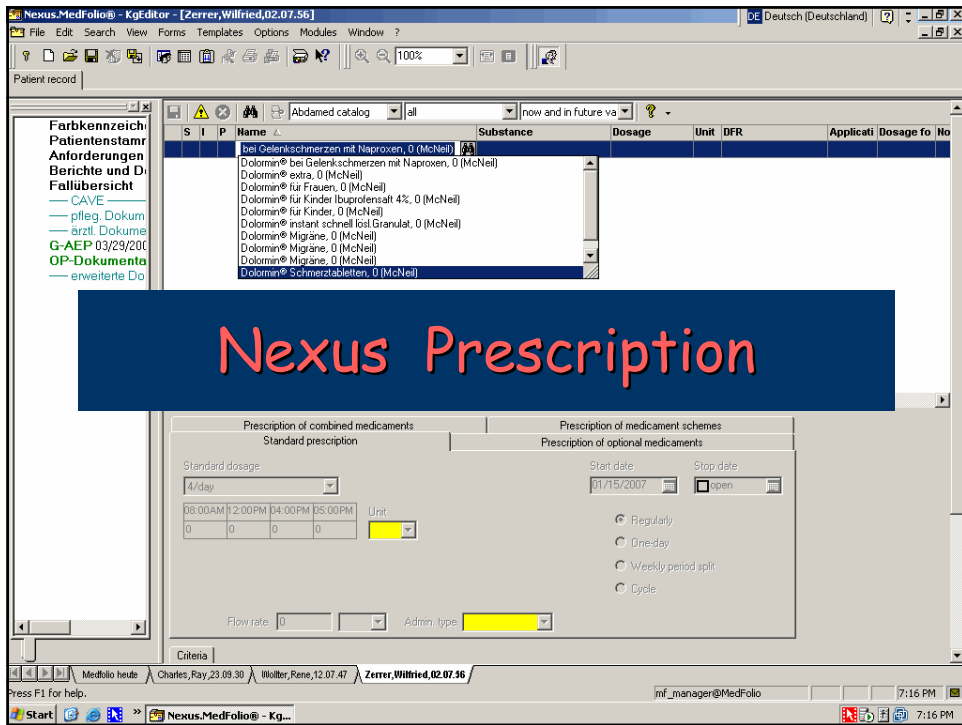 Nexus.MedFolio® - KgEditor - [Zerrer,Wilfried,02.07.56]
DE Deutsch (Deutschland)
File Edit Search View Forms Templates Options Modules Window ?
100%
Patient record
Abdamed catalog all now and in future va
S I P Name Substance Dosage Unit DFR Applicati Dosage fo No
bei Gelenkschmerzen mit Naproxen, 0 (McNeil)
Dolormin® bei Gelenkschmerzen mit Naproxen, 0 (McNeil)
Dolormin® extra, 0 (McNeil)
Dolormin® für Frauen, 0 (McNeil)
Dolormin® für Kinder Ibuprofensaft 4%, 0 (McNeil)
Dolormin® für Kinder, 0 (McNeil)
Dolormin® instant schnell lösl.Granulat, 0 (McNeil)
Dolormin® Migräne, 0 (McNeil)
Dolormin® Migräne, 0 (McNeil)
Dolormin® Migräne, 0 (McNeil)
Dolormin® Schmerztabletten, 0 (McNeil)
Farbkennzeich
Patientenstamr
Anforderungen
Berichte und D
Fallübersicht
CAVE
pfleg. Dokum
ärztl. Dokume
G-AEP 03/29/200
OP-Dokumenta
erweiterte Do
Nexus Prescription
Prescription of combined medicaments Prescription of medicament schemes
Standard prescription Prescription of optional medicaments
Standard dosage Start date Stop date
4/day 01/15/2007 open
08:00AM 12:00PM 04:00PM 05:00PM Unit
0 0 0 0
Regularly
One-day
Weekly period split
Cycle
Flow rate 0 Admin. type
Criteria
Medfolio heute Charles,Ray,23.09.30 Wollter,Rene,12.07.47 Zerrer,Wilfried,02.07.56
Press F1 for help. mf_manager@MedFolio 7:16 PM
Start Nexus.MedFolio® - Kg... 7:16 PM